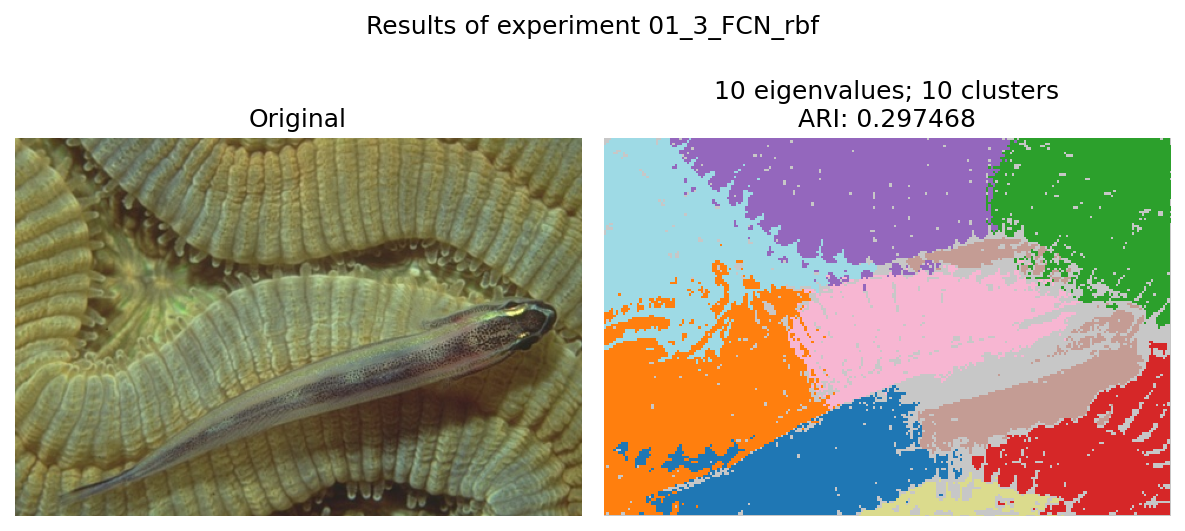 Results of experiment 01_3_FCN_rbf
Original
10 eigenvalues; 10 clusters
ARI: 0.297468